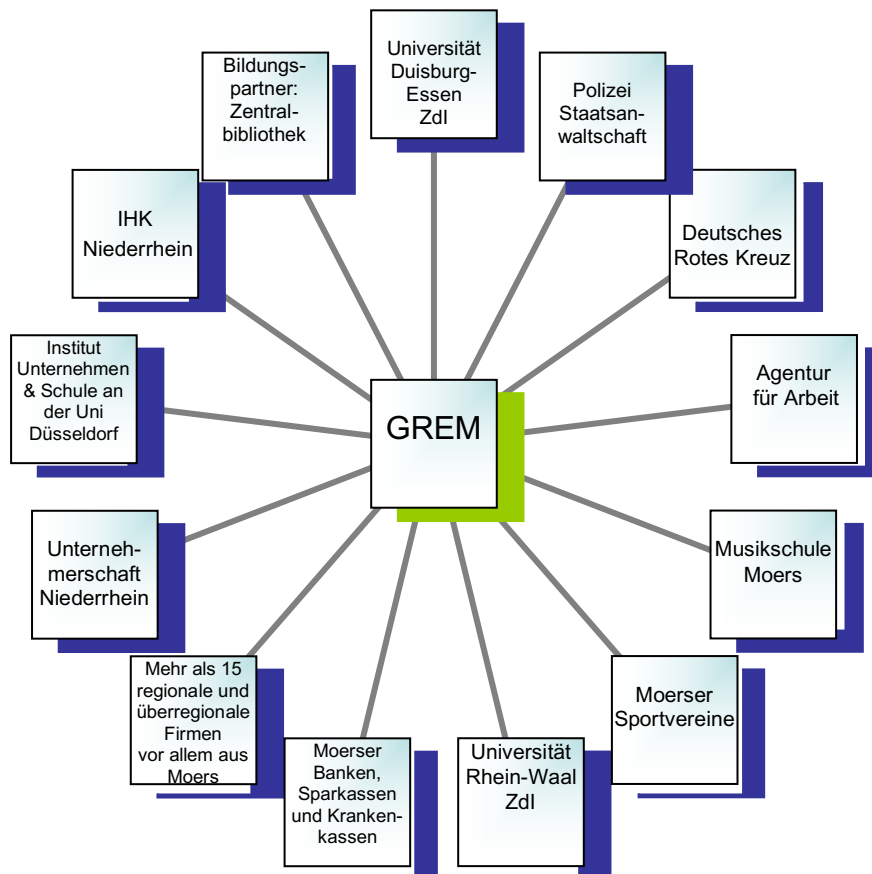 Universität
Duisburg-
Essen
ZdI
Polizei
Staatsan-
waltschaft
Deutsches
Rotes Kreuz
Agentur
für Arbeit
Musikschule
Moers
Moerser
Sportvereine
Universität
Rhein-Waal
ZdI
Moerser
Banken,
Sparkassen
und Kranken-
kassen
Mehr als 15
regionale und
überregionale
Firmen
vor allem aus
Moers
Unterneh-
merschaft
Niederrhein
Institut
Unternehmen
& Schule an
der Uni
Düsseldorf
IHK
Niederrhein
Bildungs-
partner:
Zentral-
bibliothek
GREM